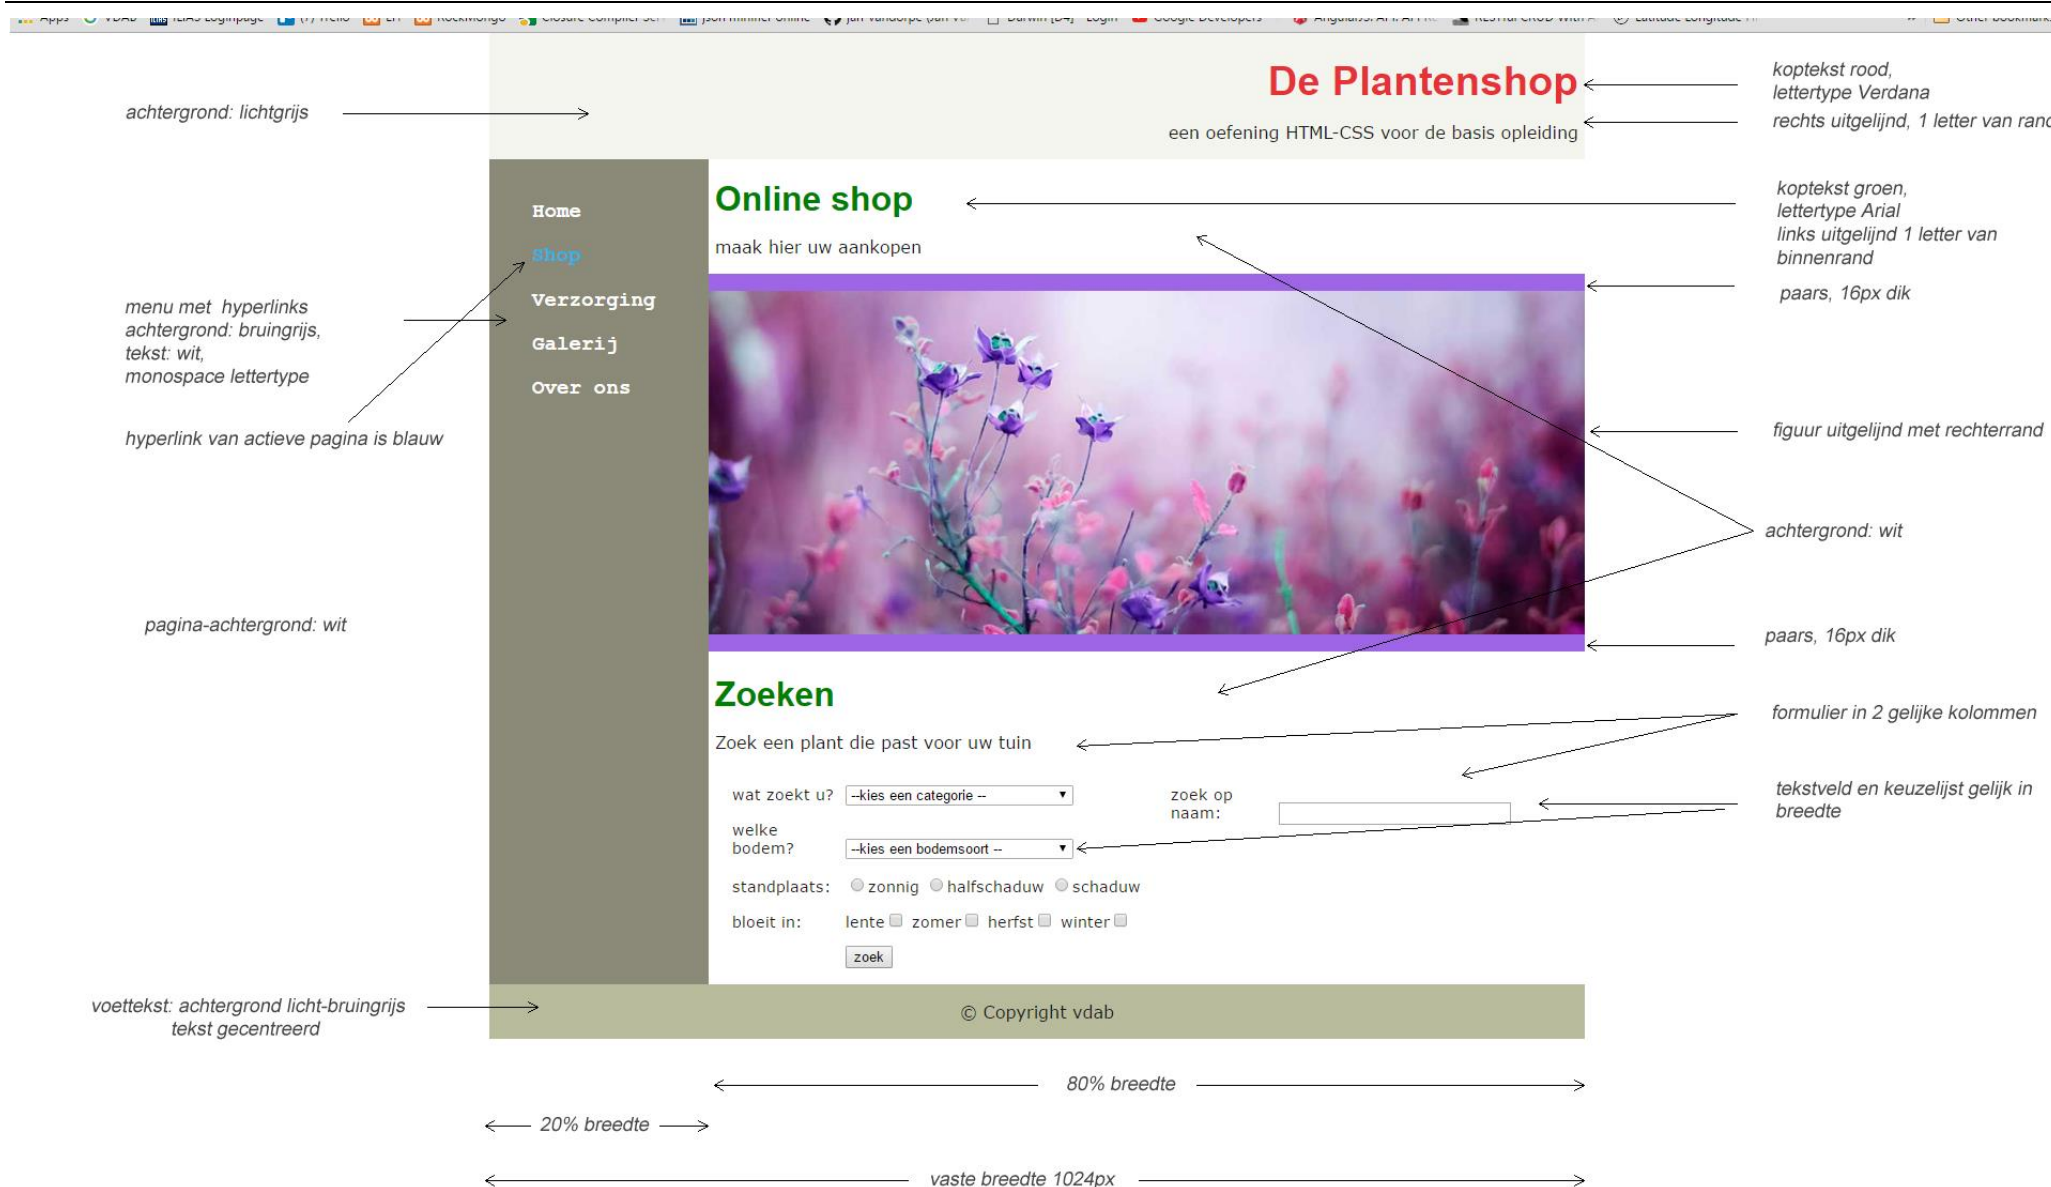 Apps
De Plantenshop
een oefening HTML-CSS voor de basis opleiding
achtergrond: lichtgrijs
koptekst rood,
lettertype Verdana
rechts uitgelijnd, 1 letter van rand
Home
Shop
Verzorging
Galerij
Over ons
Online shop
maak hier uw aankopen
koptekst groen,
lettertype Arial
links uitgelijnd 1 letter van
binnenrand
paars, 16px dik
menu met hyperlinks
achtergrond: bruingrijs,
tekst: wit,
monospace lettertype
hyperlink van actieve pagina is blauw
figuur uitgelijnd met rechterrand
achtergrond: wit
pagina-achtergrond: wit
paars, 16px dik
Zoeken
Zoek een plant die past voor uw tuin
formulier in 2 gelijke kolommen
wat zoekt u? --kies een categorie --
zoek op
naam:
tekstveld en keuzelijst gelijk in
breedte
welke
bodem? --kies een bodemsoort --
standplaats: zonnig halfschaduw schaduw
bloeit in: lente zomer herfst winter
zoek
voettekst: achtergrond licht-bruingrijs
tekst gecentreerd
© Copyright vdab
80% breedte
20% breedte
vaste breedte 1024px